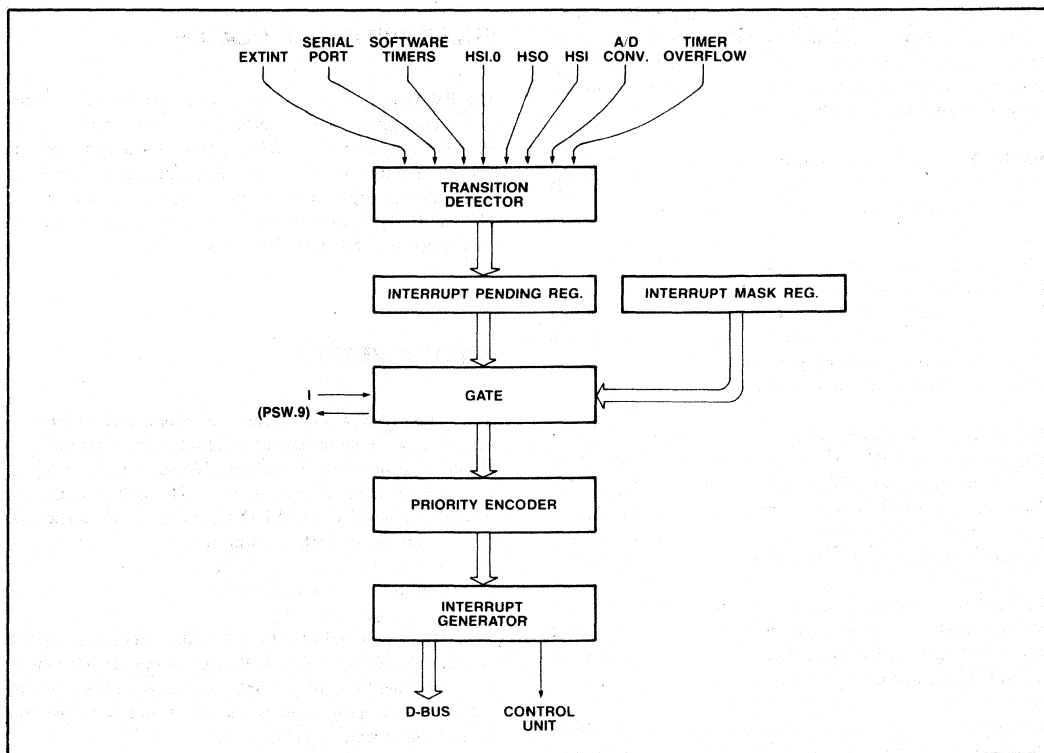 EXTINT
SERIAL
PORT
SOFTWARE
TIMERS
HSI.0
HSO
HSI
A/D
CONV.
TIMER
OVERFLOW
TRANSITION
DETECTOR
INTERRUPT PENDING REG.
INTERRUPT MASK REG.
I
(PSW.9)
GATE
PRIORITY ENCODER
INTERRUPT
GENERATOR
D-BUS
CONTROL
UNIT